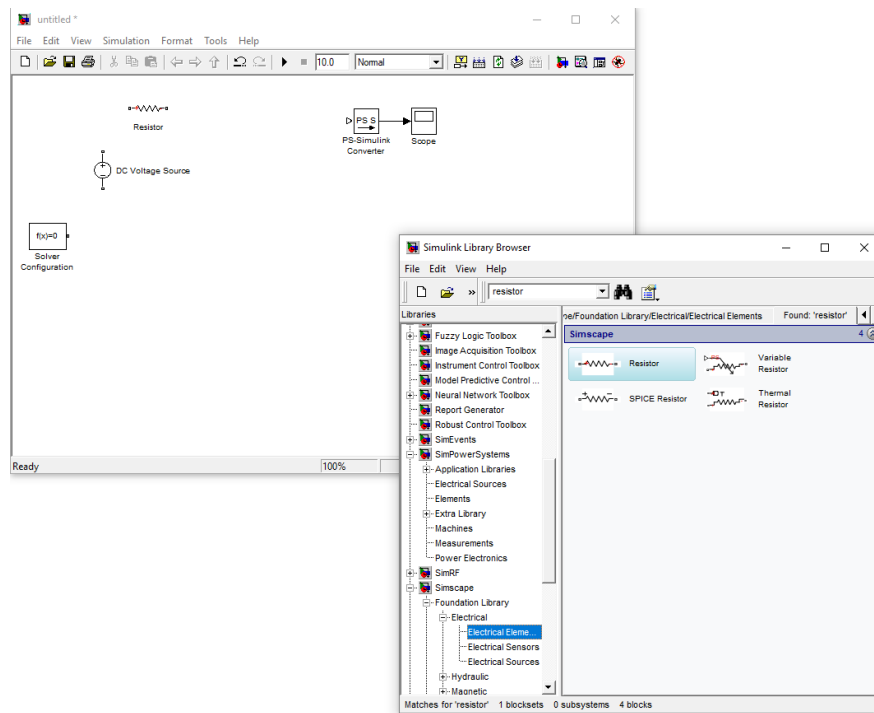 untitled *
File Edit View Simulation Format Tools Help
10.0 Normal
Resistor
DC Voltage Source
PS S
PS-Simulink
Converter
Scope
f(x)=0
Solver
Configuration
Ready 100%
Simulink Library Browser
File Edit View Help
» resistor
Libraries
ne/Foundation Library/Electrical/Electrical Elements Found: 'resistor'
Simscape 4
Fuzzy Logic Toolbox
Image Acquisition Toolbox
Instrument Control Toolbox
Model Predictive Control ...
Neural Network Toolbox
Report Generator
Robust Control Toolbox
SimEvents
SimPowerSystems
Application Libraries
Electrical Sources
Elements
Extra Library
Machines
Measurements
Power Electronics
SimRF
Simscape
Foundation Library
Electrical
Electrical Eleme...
Electrical Sensors
Electrical Sources
Hydraulic
Magnetic
Resistor
Variable
Resistor
SPICE Resistor
Thermal
Resistor
Matches for 'resistor' 1 blocksets 0 subsystems 4 blocks